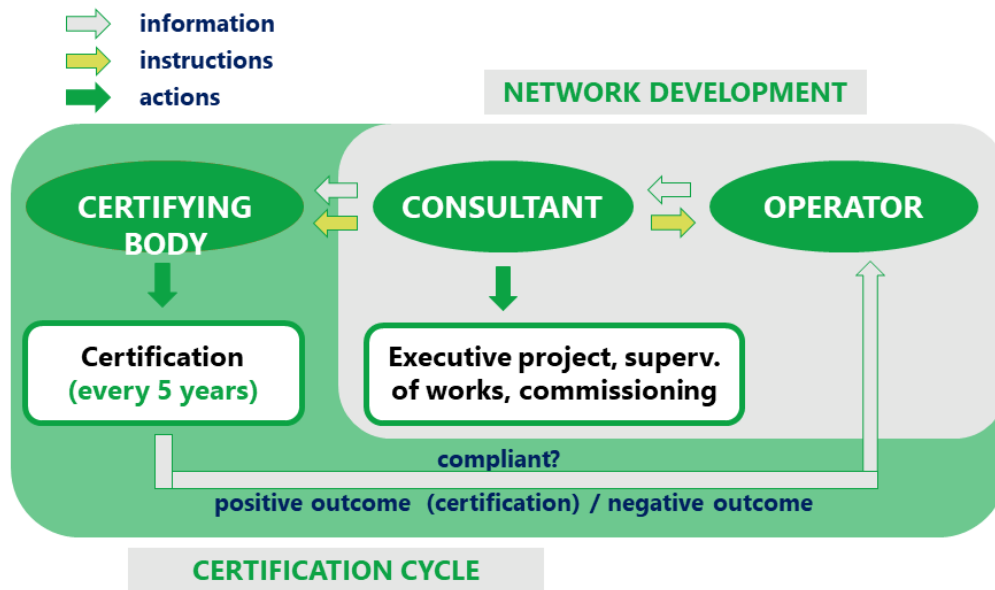 information
instructions
actions
NETWORK DEVELOPMENT
CERTIFYING
BODY
CONSULTANT
OPERATOR
Certification
(every 5 years)
Executive project, superv.
of works, commissioning
compliant?
positive outcome (certification) / negative outcome
CERTIFICATION CYCLE